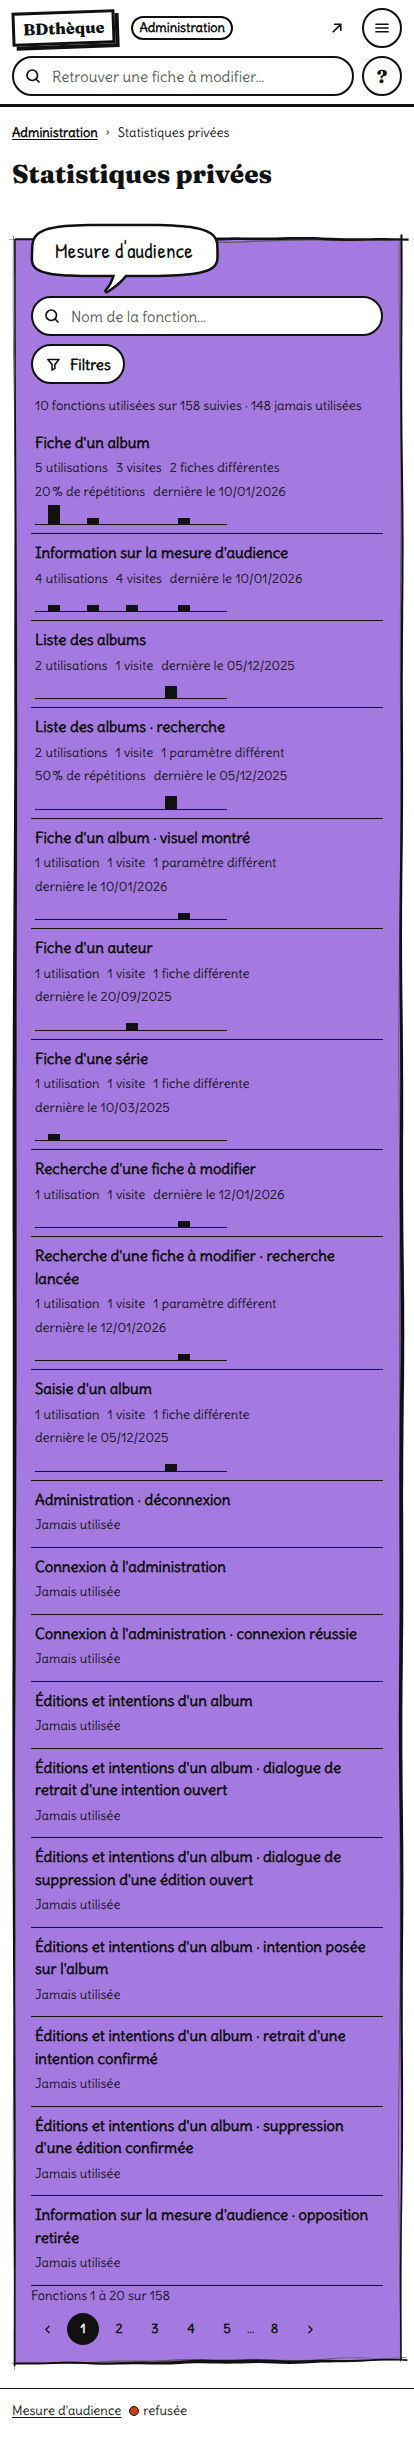 BDthèque
Administration
Retrouver une fiche à modifier...
?
Administration › Statistiques privées
Statistiques privées
Mesure d'audience
Nom de la fonction...
Filtres
10 fonctions utilisées sur 158 suivies · 148 jamais utilisées
Fiche d'un album
5 utilisations 3 visites 2 fiches différentes
20 % de répétitions dernière le 10/01/2026
Information sur la mesure d'audience
4 utilisations 4 visites dernière le 10/01/2026
Liste des albums
2 utilisations 1 visite dernière le 05/12/2025
Liste des albums · recherche
2 utilisations 1 visite 1 paramètre différent
50 % de répétitions dernière le 05/12/2025
Fiche d'un album · visuel montré
1 utilisation 1 visite 1 paramètre différent
dernière le 10/01/2026
Fiche d'un auteur
1 utilisation 1 visite 1 fiche différente
dernière le 20/09/2025
Fiche d'une série
1 utilisation 1 visite 1 fiche différente
dernière le 10/03/2025
Recherche d'une fiche à modifier
1 utilisation 1 visite dernière le 12/01/2026
Recherche d'une fiche à modifier · recherche
lancée
1 utilisation 1 visite 1 paramètre différent
dernière le 12/01/2026
Saisie d'un album
1 utilisation 1 visite 1 fiche différente
dernière le 05/12/2025
Administration · déconnexion
Jamais utilisée
Connexion à l'administration
Jamais utilisée
Connexion à l'administration · connexion réussie
Jamais utilisée
Éditions et intentions d'un album
Jamais utilisée
Éditions et intentions d'un album · dialogue de
retrait d'une intention ouvert
Jamais utilisée
Éditions et intentions d'un album · dialogue de
suppression d'une édition ouvert
Jamais utilisée
Éditions et intentions d'un album · intention posée
sur l'album
Jamais utilisée
Éditions et intentions d'un album · retrait d'une
intention confirmé
Jamais utilisée
Éditions et intentions d'un album · suppression
d'une édition confirmée
Jamais utilisée
Information sur la mesure d'audience · opposition
retirée
Jamais utilisée
Fonctions 1 à 20 sur 158
‹ 1 2 3 4 5 … 8 ›
Mesure d'audience refusée